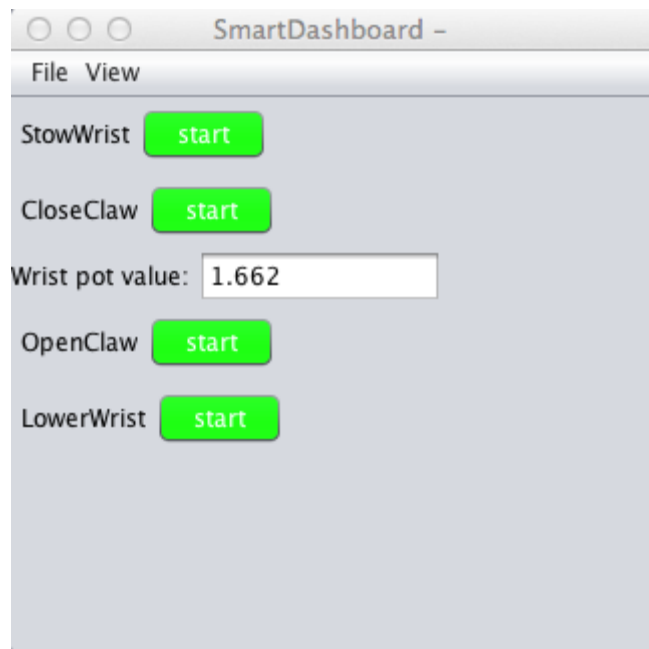 SmartDashboard –
File View
StowWrist start
CloseClaw start
Wrist pot value: 1.662
OpenClaw start
LowerWrist start